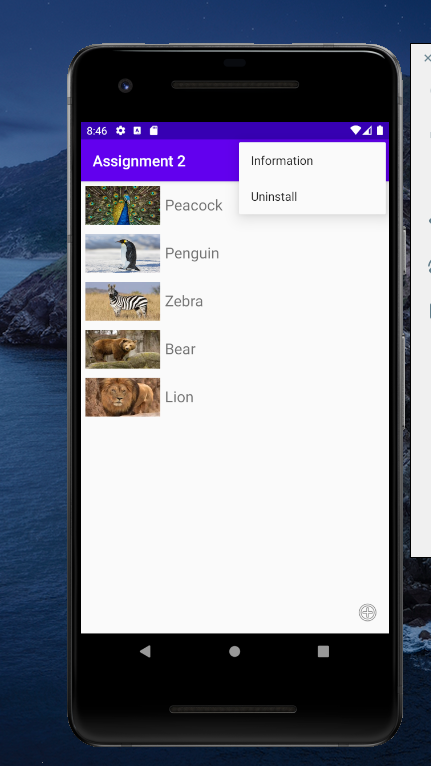 8:46
Assignment 2
Information
Uninstall
Peacock
Penguin
Zebra
Bear
Lion